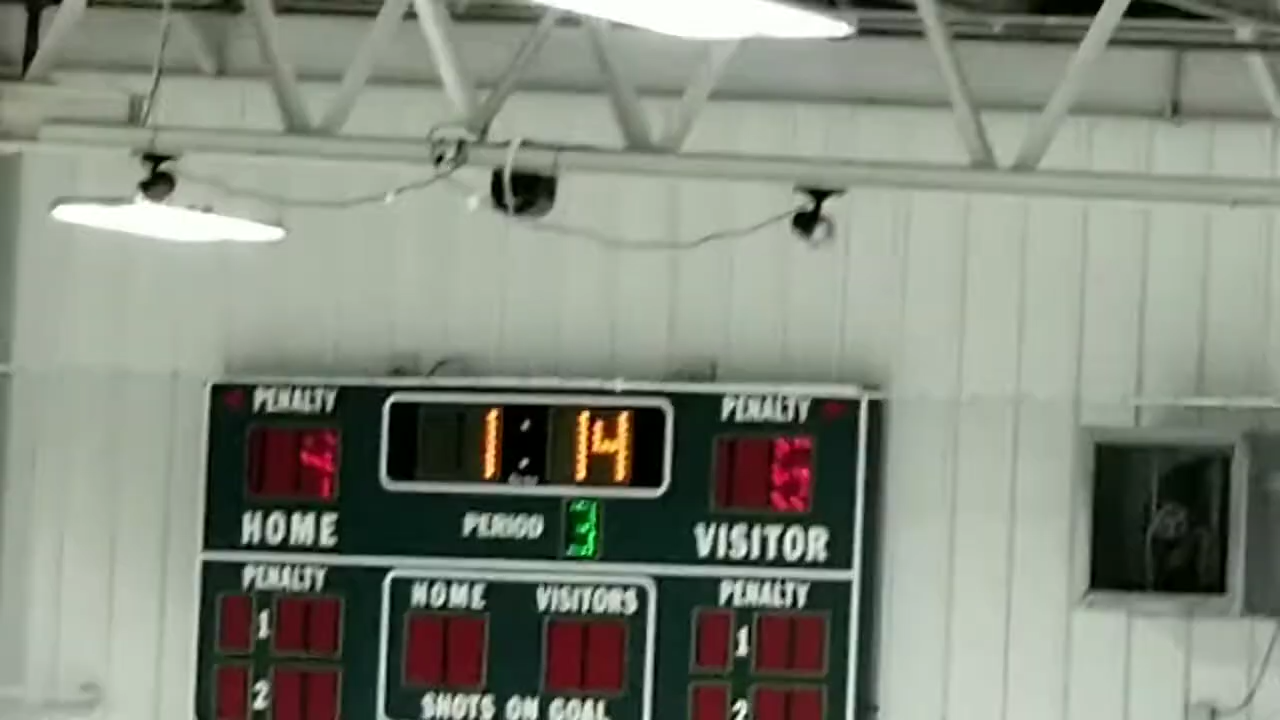 PENALTY 1:14 PENALTY
4
HOME PERIOD 3 VISITOR
PENALTY HOME VISITORS PENALTY
1 1
2 SHOTS ON GOAL 2